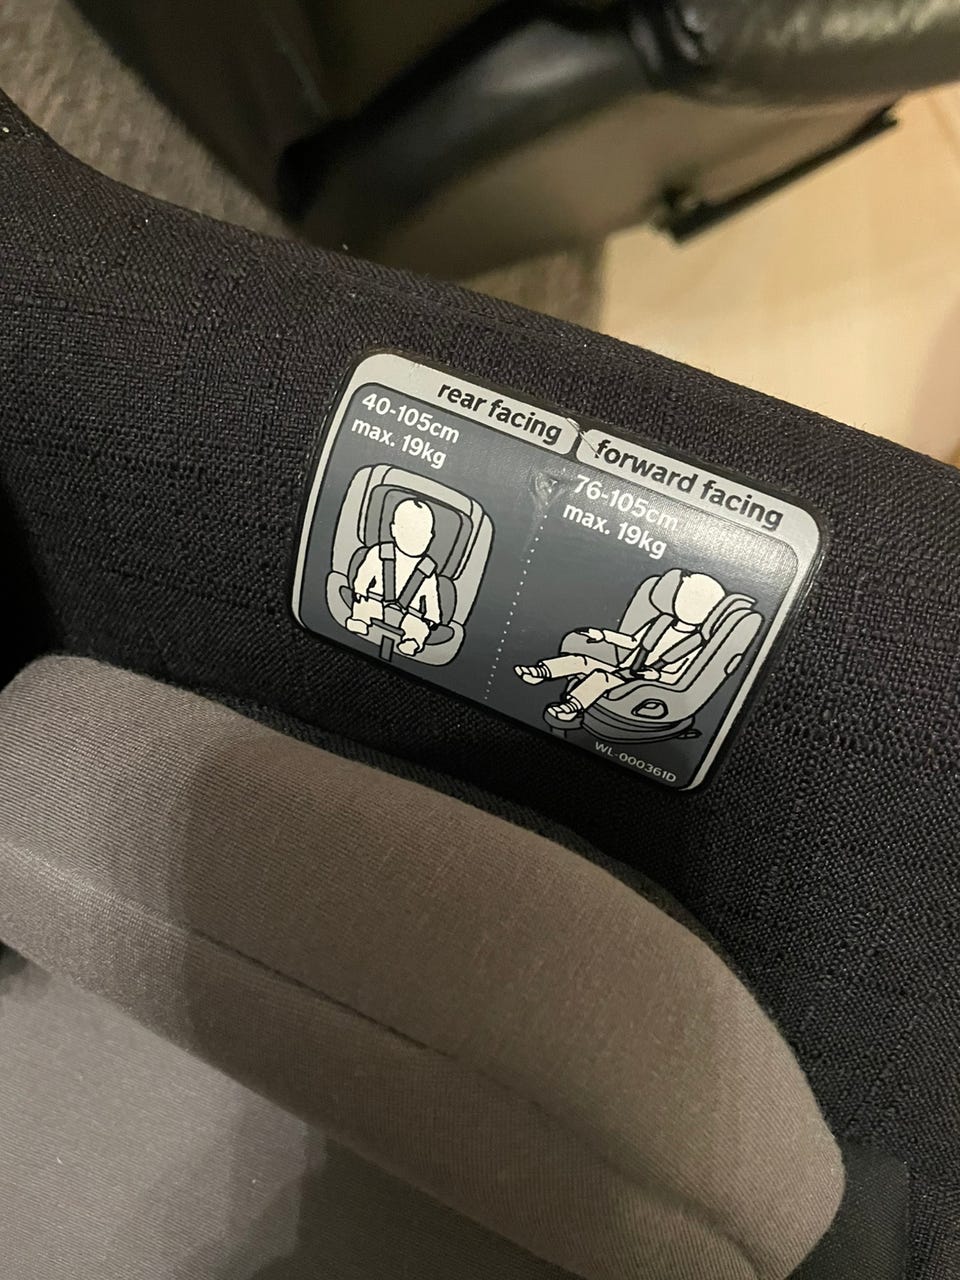 rear facing
40-105cm
max. 19kg
forward facing
76-105cm
max. 19kg
WL-000361D